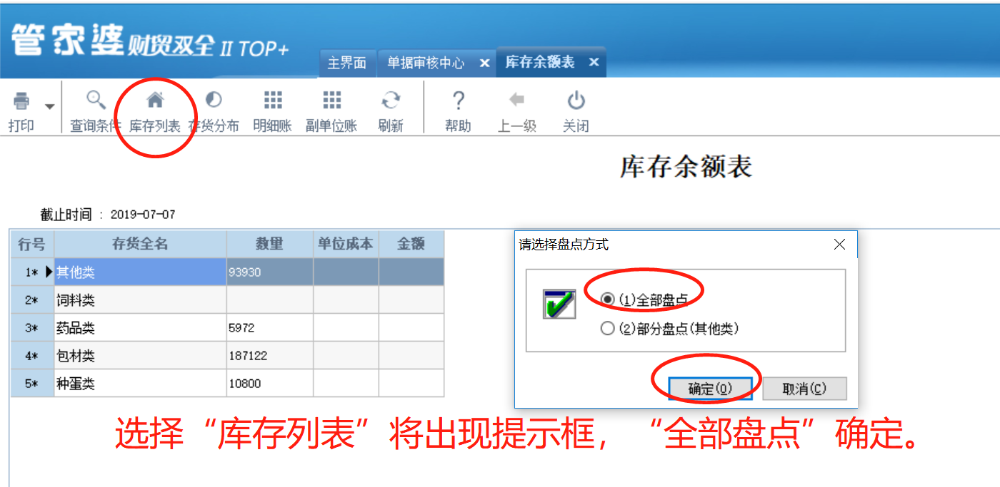 管家婆 财贸双全 II TOP+
主界面 单据审核中心 × 库存余额表 ×
打印 查询条件 库存列表 存货分布 明细账 副单位账 刷新 帮助 上一级 关闭
库存余额表
截止时间 : 2019-07-07
行号 存货全名 数量 单位成本 金额
1* 其他类 93930
2* 饲料类
3* 药品类 5972
4* 包材类 187122
5* 种蛋类 10800
请选择盘点方式
(1)全部盘点
(2)部分盘点(其他类)
确定(O) 取消(C)
选择“库存列表”将出现提示框，“全部盘点”确定。